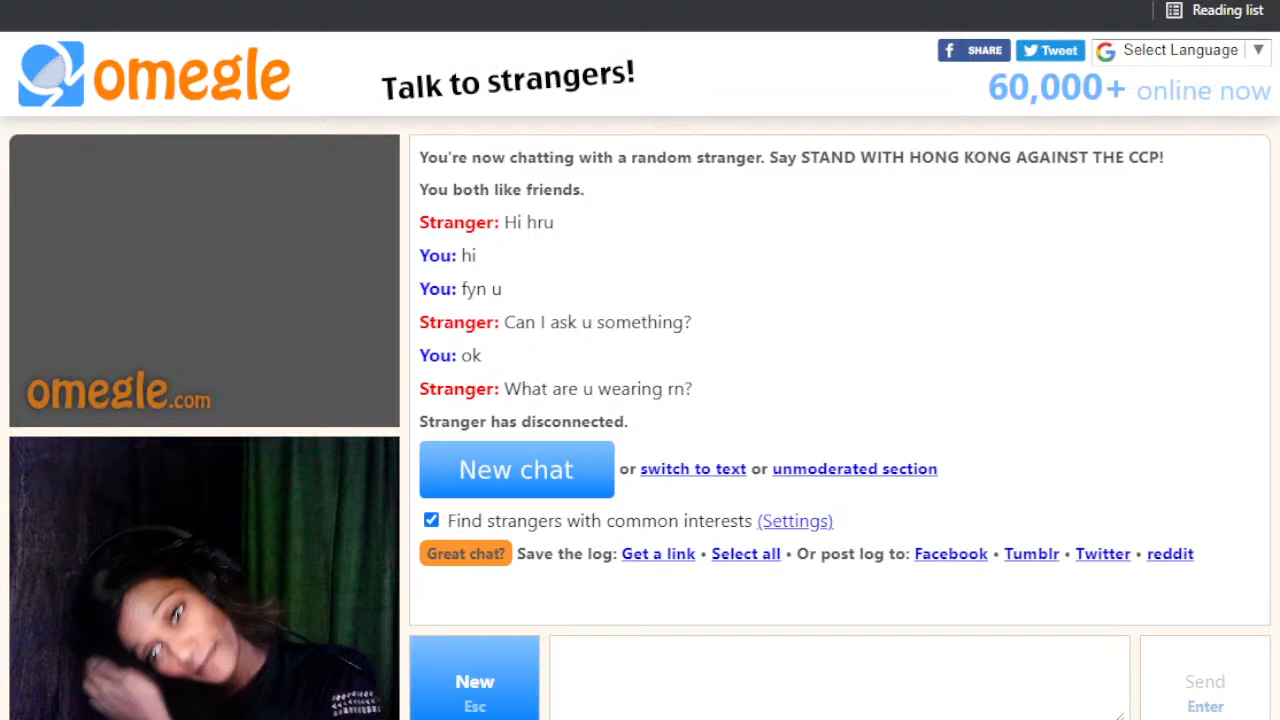 Reading list
omegle
Talk to strangers!
SHARE
Tweet
Select Language
60,000+ online now
You're now chatting with a random stranger. Say STAND WITH HONG KONG AGAINST THE CCP!
You both like friends.
Stranger: Hi hru
You: hi
You: fyn u
Stranger: Can I ask u something?
You: ok
Stranger: What are u wearing rn?
Stranger has disconnected.
New chat or switch to text or unmoderated section
Find strangers with common interests (Settings)
Great chat? Save the log: Get a link • Select all • Or post log to: Facebook • Tumblr • Twitter • reddit
omegle.com
New
Esc
Send
Enter